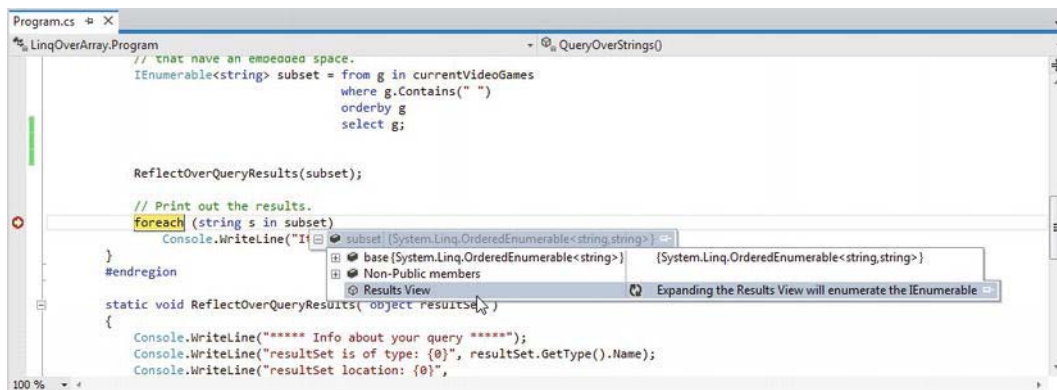 Program.cs
LinqOverArray.Program QueryOverStrings()
// that have an embedded space.
IEnumerable<string> subset = from g in currentVideoGames
where g.Contains(" ")
orderby g
select g;
ReflectOverQueryResults(subset);
// Print out the results.
foreach (string s in subset)
Console.WriteLine("It
subset {System.Linq.OrderedEnumerable<string,string>}
}
base {System.Linq.OrderedEnumerable<string>} {System.Linq.OrderedEnumerable<string,string>}
#endregion
Non-Public members
Results View Expanding the Results View will enumerate the IEnumerable
static void ReflectOverQueryResults( object resultSet )
{
Console.WriteLine("***** Info about your query *****");
Console.WriteLine("resultSet is of type: {0}", resultSet.GetType().Name);
Console.WriteLine("resultSet location: {0}",
100 %